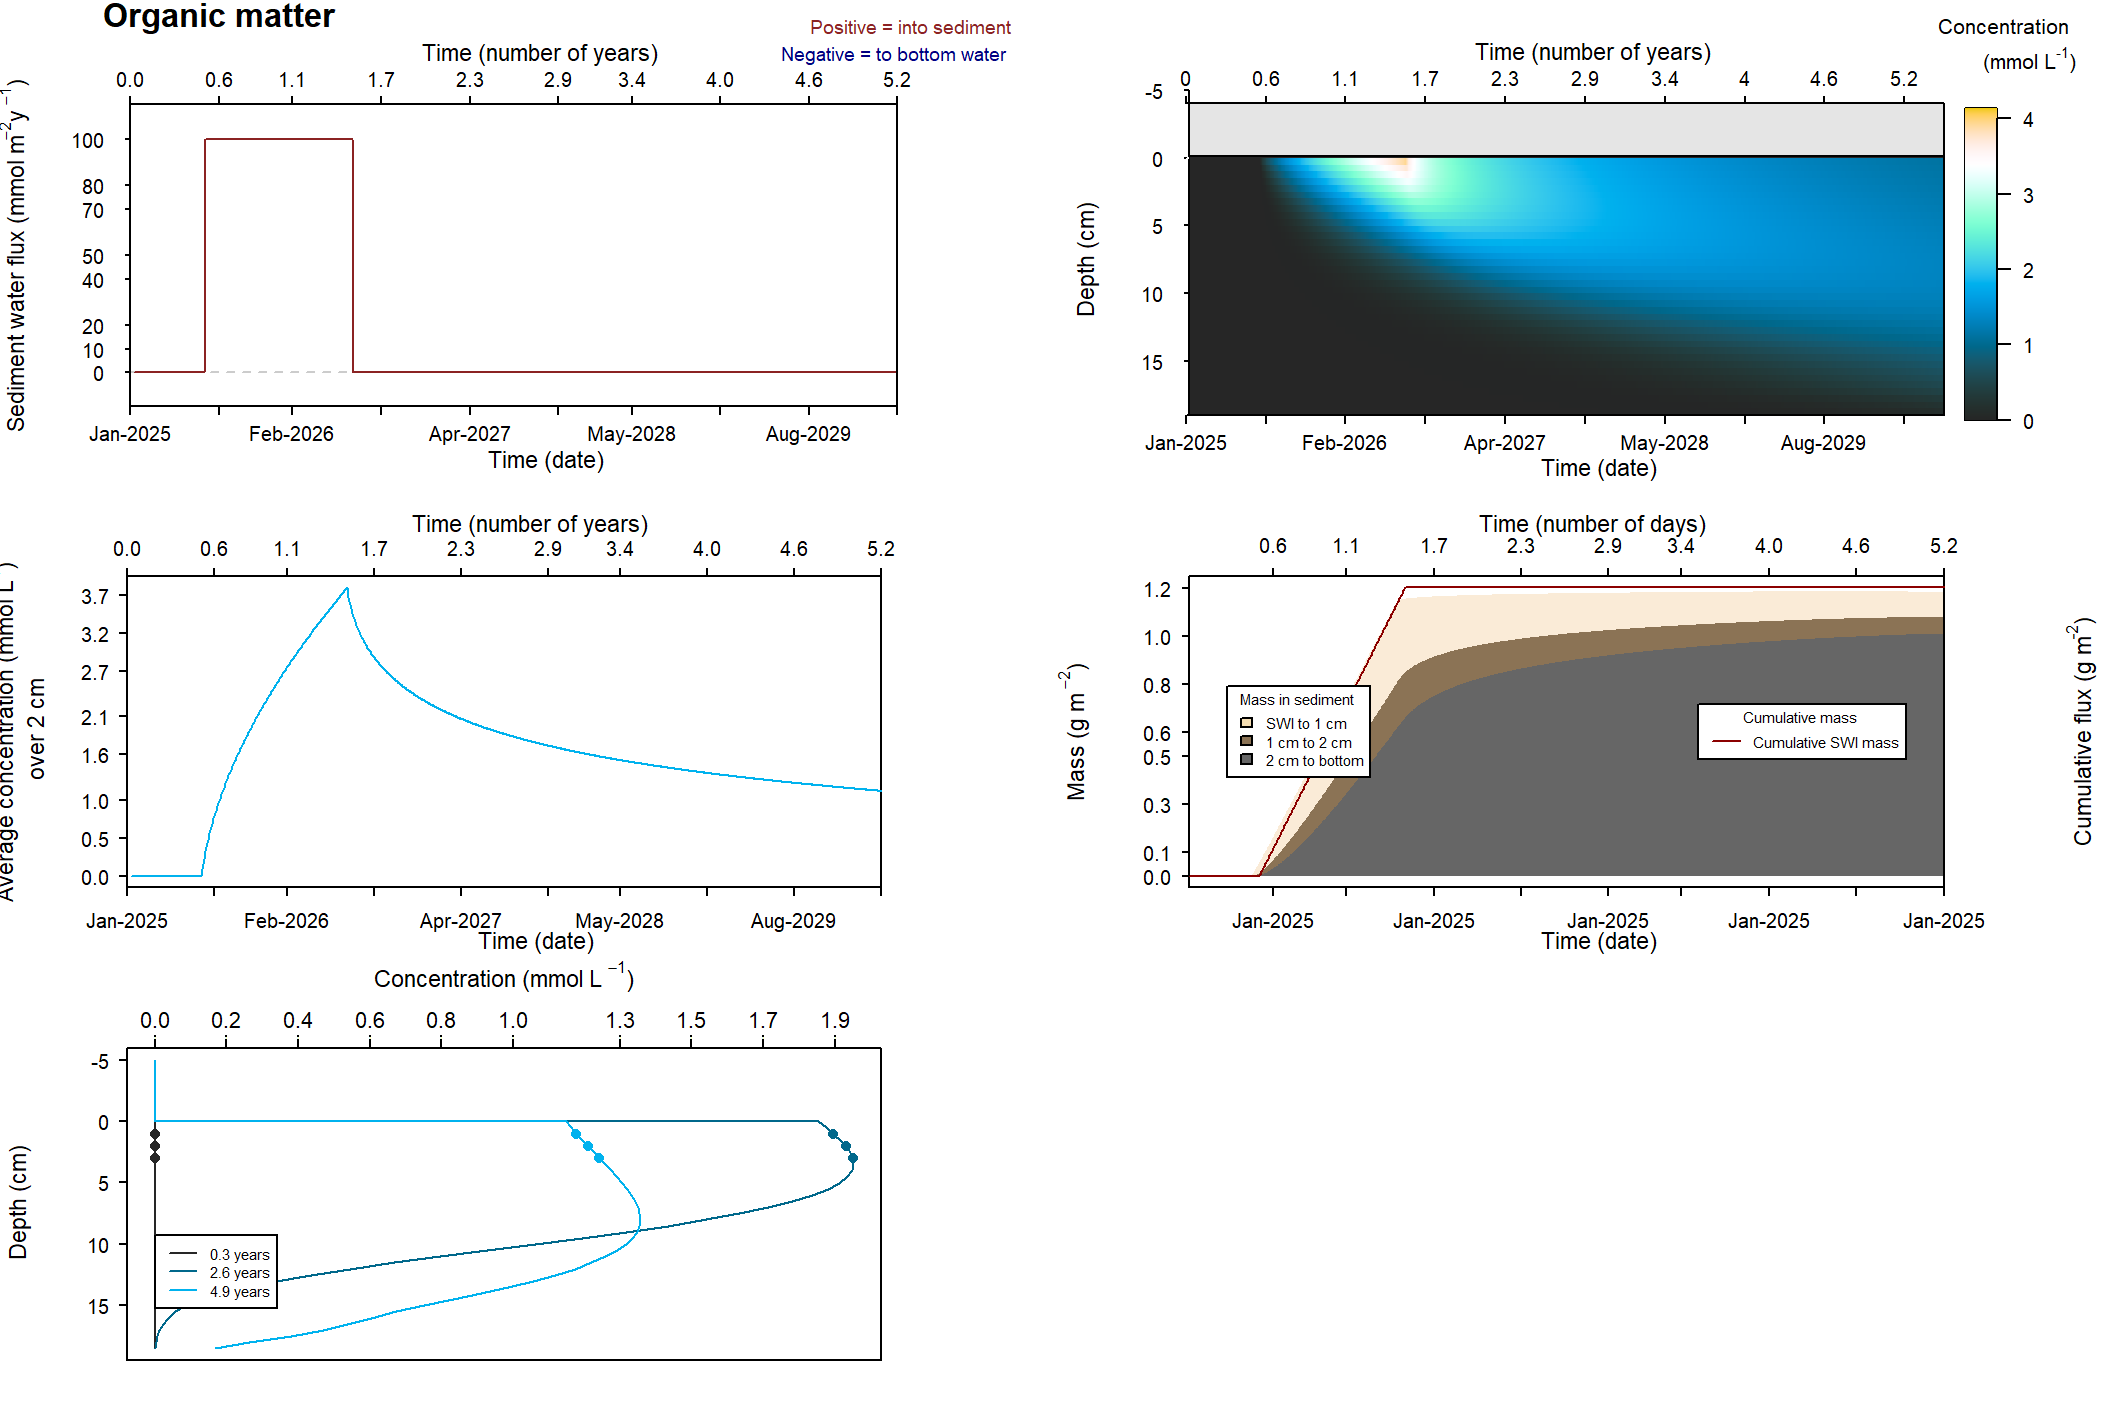 Organic matter
Positive = into sediment
Negative = to bottom water
Time (number of years)
0.0 0.6 1.1 1.7 2.3 2.9 3.4 4.0 4.6 5.2
Sediment water flux (mmol m−2y−1)
100
80
70
50
40
20
10
0
Jan-2025 Feb-2026 Apr-2027 May-2028 Aug-2029
Time (date)
Concentration
(mmol L-1)
Time (number of years)
0 0.6 1.1 1.7 2.3 2.9 3.4 4 4.6 5.2
Depth (cm)
-5
0
5
10
15
4
3
2
1
0
Jan-2025 Feb-2026 Apr-2027 May-2028 Aug-2029
Time (date)
Time (number of years)
0.0 0.6 1.1 1.7 2.3 2.9 3.4 4.0 4.6 5.2
Average concentration (mmol L )
over 2 cm
3.7
3.2
2.7
2.1
1.6
1.0
0.5
0.0
Jan-2025 Feb-2026 Apr-2027 May-2028 Aug-2029
Time (date)
Time (number of days)
0.6 1.1 1.7 2.3 2.9 3.4 4.0 4.6 5.2
Mass (g m−2)
1.2
1.0
0.8
0.6
0.5
0.3
0.1
0.0
Mass in sediment
SWI to 1 cm
1 cm to 2 cm
2 cm to bottom
Cumulative mass
Cumulative SWI mass
Cumulative flux (g m-2)
Jan-2025 Jan-2025 Jan-2025 Jan-2025 Jan-2025
Time (date)
Concentration (mmol L −1)
0.0 0.2 0.4 0.6 0.8 1.0 1.3 1.5 1.7 1.9
Depth (cm)
-5
0
5
10
15
0.3 years
2.6 years
4.9 years